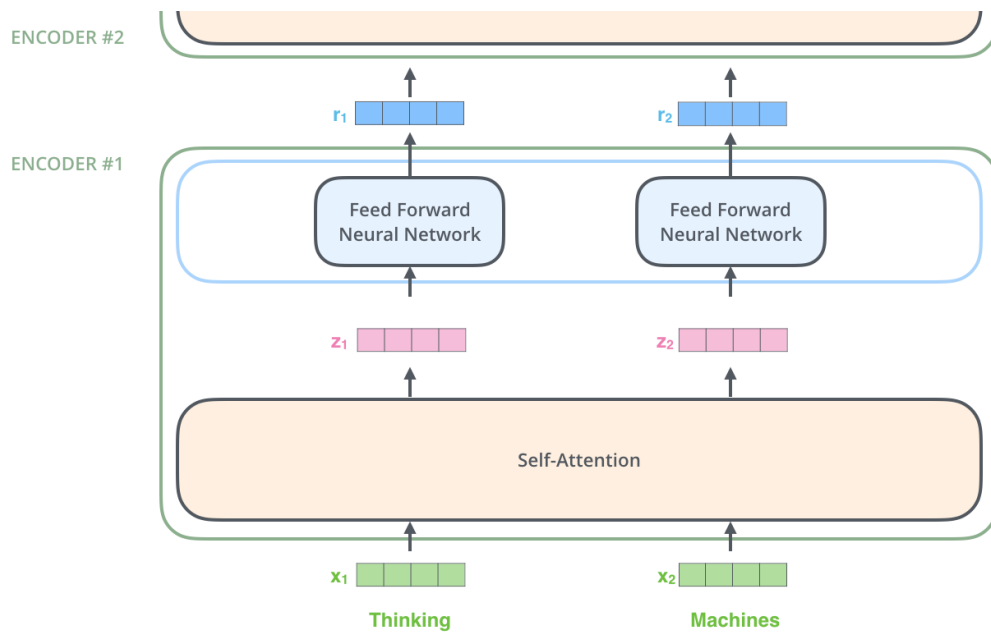 ENCODER #2
r₁
r₂
ENCODER #1
Feed Forward
Neural Network
Feed Forward
Neural Network
z₁
z₂
Self-Attention
x₁
x₂
Thinking
Machines